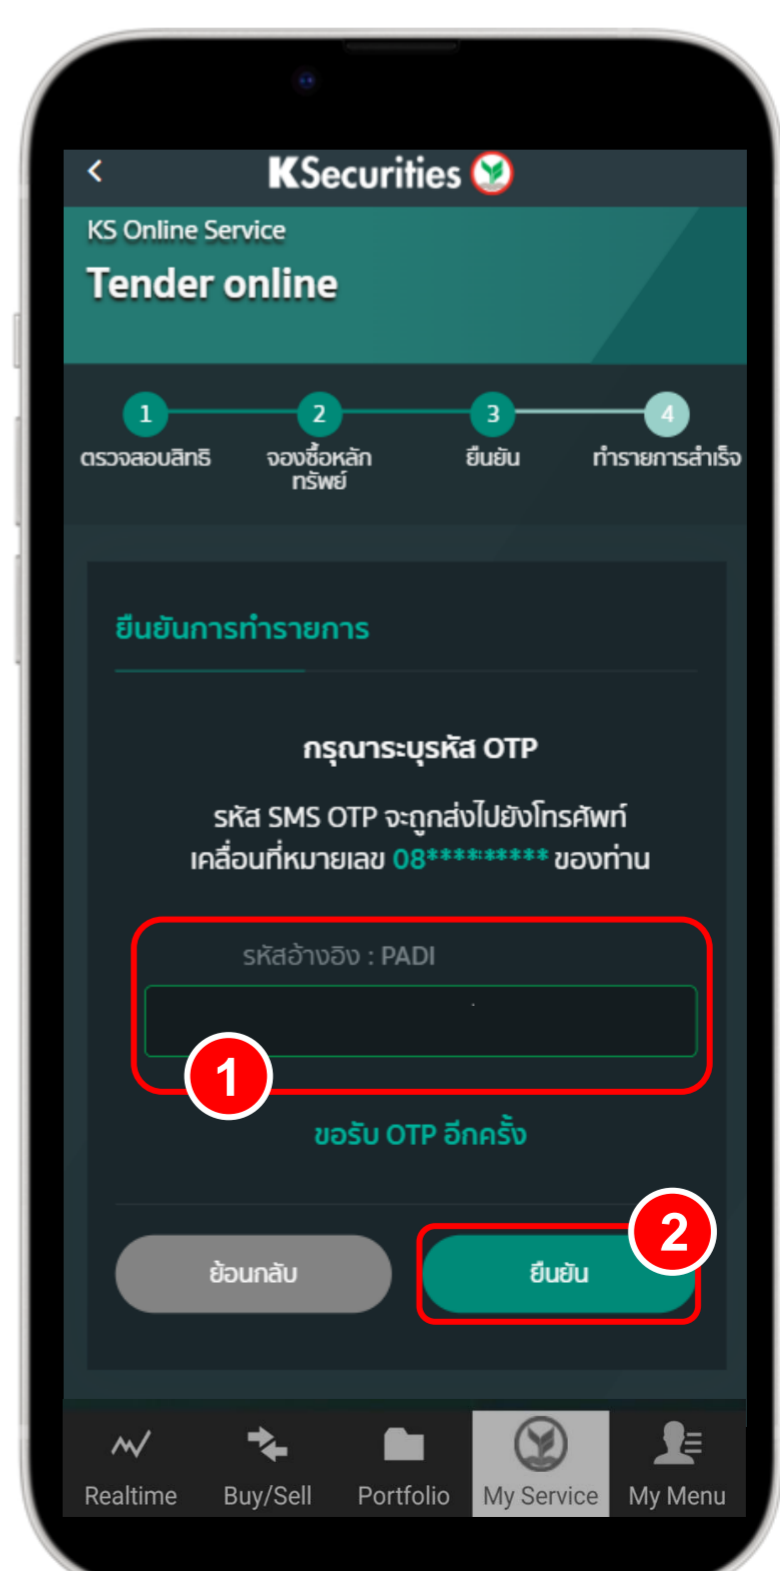 KSecurities
KS Online Service
Tender online
1 2 3 4
ตรวจสอบสิทธิ จองซื้อหลัก ยืนยัน ทำรายการสำเร็จ
ทรัพย์
ยืนยันการทำรายการ
กรุณาระบุรหัส OTP
รหัส SMS OTP จะถูกส่งไปยังโทรศัพท์
เคลื่อนที่หมายเลข 08********** ของท่าน
รหัสอ้างอิง : PADI
1
ขอรับ OTP อีกครั้ง
2
ย้อนกลับ ยืนยัน
Realtime Buy/Sell Portfolio My Service My Menu